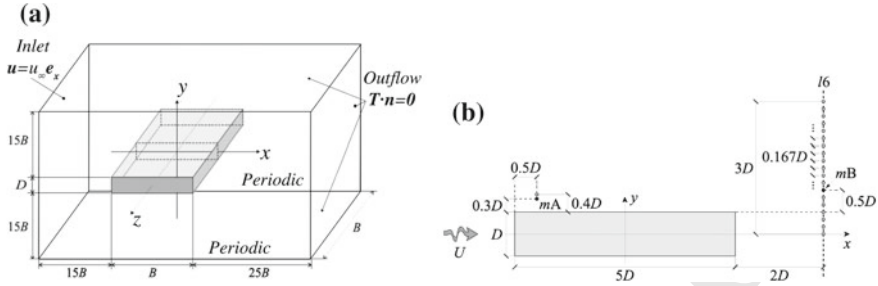 (a)
Inlet
u=u∞eₓ
y
Outflow
T·n=0
15B
x
D
Periodic
z
15B
B
Periodic
15B
B
25B
(b)
l6
0.167D
3D
0.5D
mB
0.3D
mA
0.4D
y
0.5D
U
D
x
5D
2D